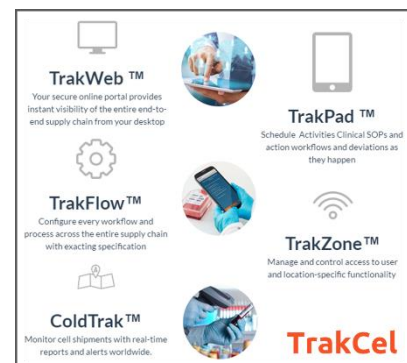 TrakWeb ™
Your secure online portal provides
instant visibility of the entire end-to-
end supply chain from your desktop
TrakPad ™
Schedule Activities Clinical SOPs and
action workflows and deviations as
they happen
TrakFlow™
Configure every workflow and
process across the entire supply chain
with exacting specification
TrakZone™
Manage and control access to user
and location-specific functionality
ColdTrak™
Monitor cell shipments with real-time
reports and alerts worldwide.
TrakCel